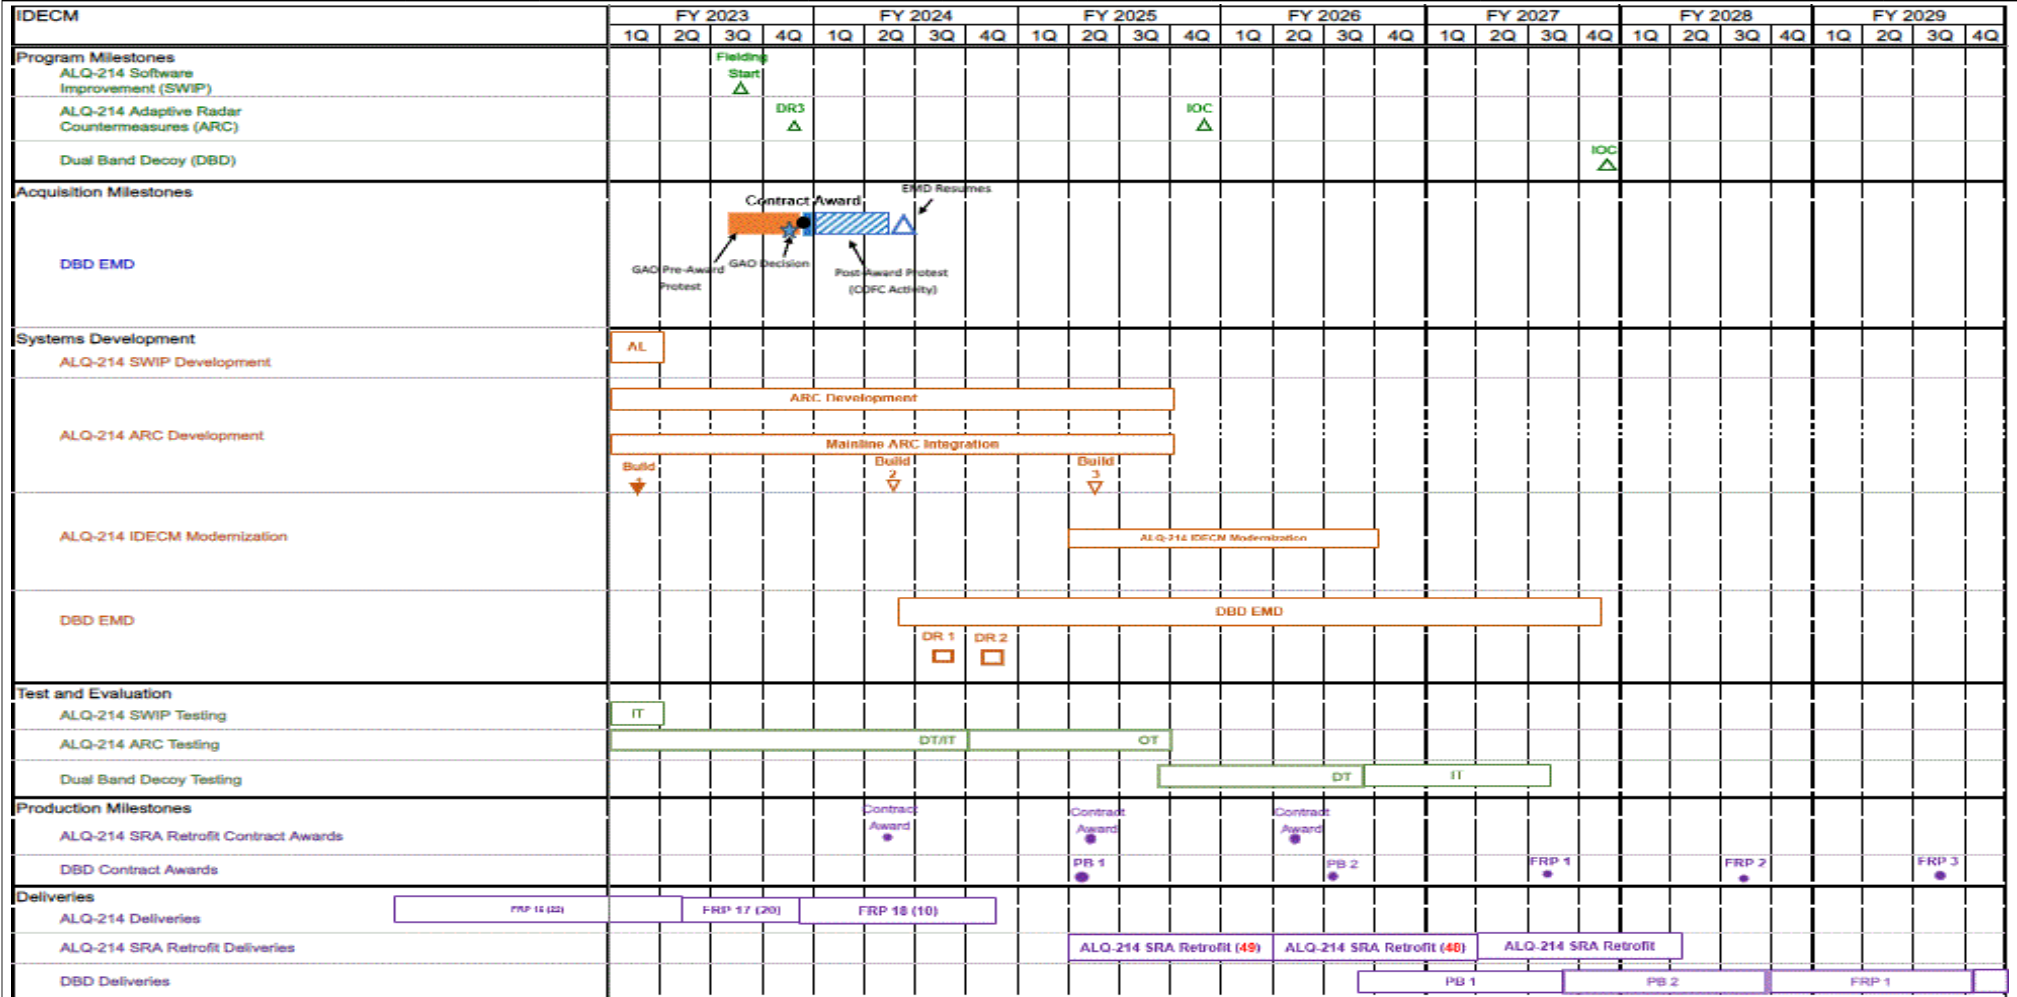 IDECM
FY 2023 FY 2024 FY 2025 FY 2026 FY 2027 FY 2028 FY 2029
1Q 2Q 3Q 4Q 1Q 2Q 3Q 4Q 1Q 2Q 3Q 4Q 1Q 2Q 3Q 4Q 1Q 2Q 3Q 4Q 1Q 2Q 3Q 4Q 1Q 2Q 3Q 4Q
Program Milestones
ALQ-214 Software
Improvement (SWIP)
Fielding
Start
ALQ-214 Adaptive Radar
Countermeasures (ARC)
DR3
IOC
Dual Band Decoy (DBD)
IOC
Acquisition Milestones
DBD EMD
EMD Resumes
Contract Award
GAO Pre-Award
Protest
GAO Decision
Post-Award Protest
(COFC Activity)
Systems Development
ALQ-214 SWIP Development
AL
ALQ-214 ARC Development
ARC Development
Mainline ARC Integration
Build
1
Build
2
Build
3
ALQ-214 IDECM Modernization
ALQ-214 IDECM Modernization
DBD EMD
DBD EMD
DR 1
DR 2
Test and Evaluation
ALQ-214 SWIP Testing
IT
ALQ-214 ARC Testing
DT/IT
OT
Dual Band Decoy Testing
DT
IT
Production Milestones
ALQ-214 SRA Retrofit Contract Awards
Contract
Award
Contract
Award
Contract
Award
DBD Contract Awards
PB 1
PB 2
FRP 1
FRP 2
FRP 3
Deliveries
ALQ-214 Deliveries
FRP 16 (22)
FRP 17 (20)
FRP 18 (10)
ALQ-214 SRA Retrofit Deliveries
ALQ-214 SRA Retrofit (49)
ALQ-214 SRA Retrofit (48)
ALQ-214 SRA Retrofit
DBD Deliveries
PB 1
PB 2
FRP 1